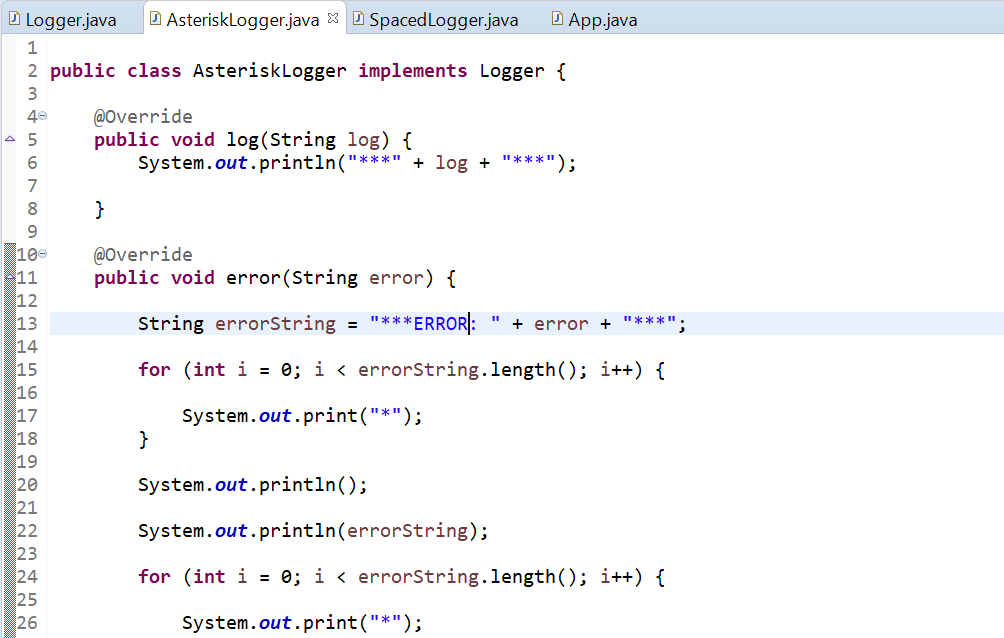 Logger.java AsteriskLogger.java SpacedLogger.java App.java
1
2 public class AsteriskLogger implements Logger {
3
4 @Override
5 public void log(String log) {
6 System.out.println("***" + log + "***");
7
8 }
9
10 @Override
11 public void error(String error) {
12
13 String errorString = "***ERROR: " + error + "***";
14
15 for (int i = 0; i < errorString.length(); i++) {
16
17 System.out.print("*");
18 }
19
20 System.out.println();
21
22 System.out.println(errorString);
23
24 for (int i = 0; i < errorString.length(); i++) {
25
26 System.out.print("*");